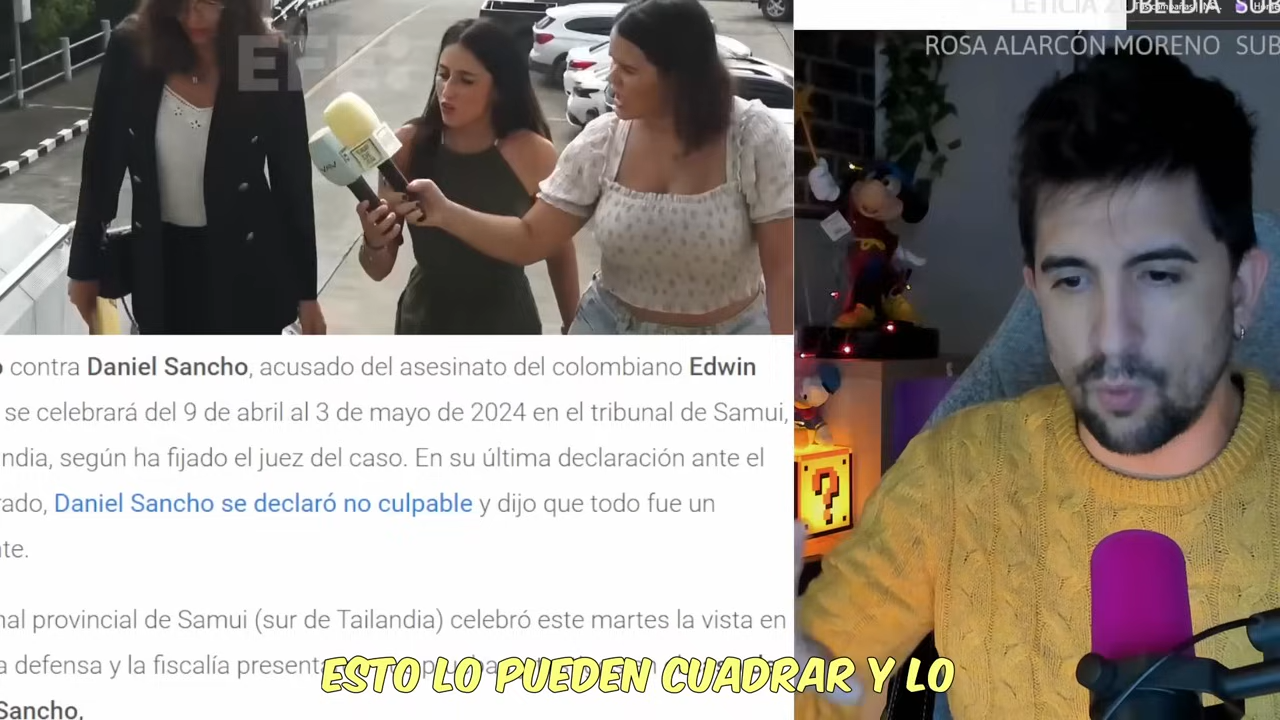 EFE:
LETICIA ZUBELDIA SUB
ROSA ALARCÓN MORENO SUB
contra Daniel Sancho, acusado del asesinato del colombiano Edwin
se celebrará del 9 de abril al 3 de mayo de 2024 en el tribunal de Samui,
ndia, según ha fijado el juez del caso. En su última declaración ante el
rado, Daniel Sancho se declaró no culpable y dijo que todo fue un
te.
nal provincial de Samui (sur de Tailandia) celebró este martes la vista en
a defensa y la fiscalía
Sancho,
ESTO LO PUEDEN CUADRAR Y LO
?